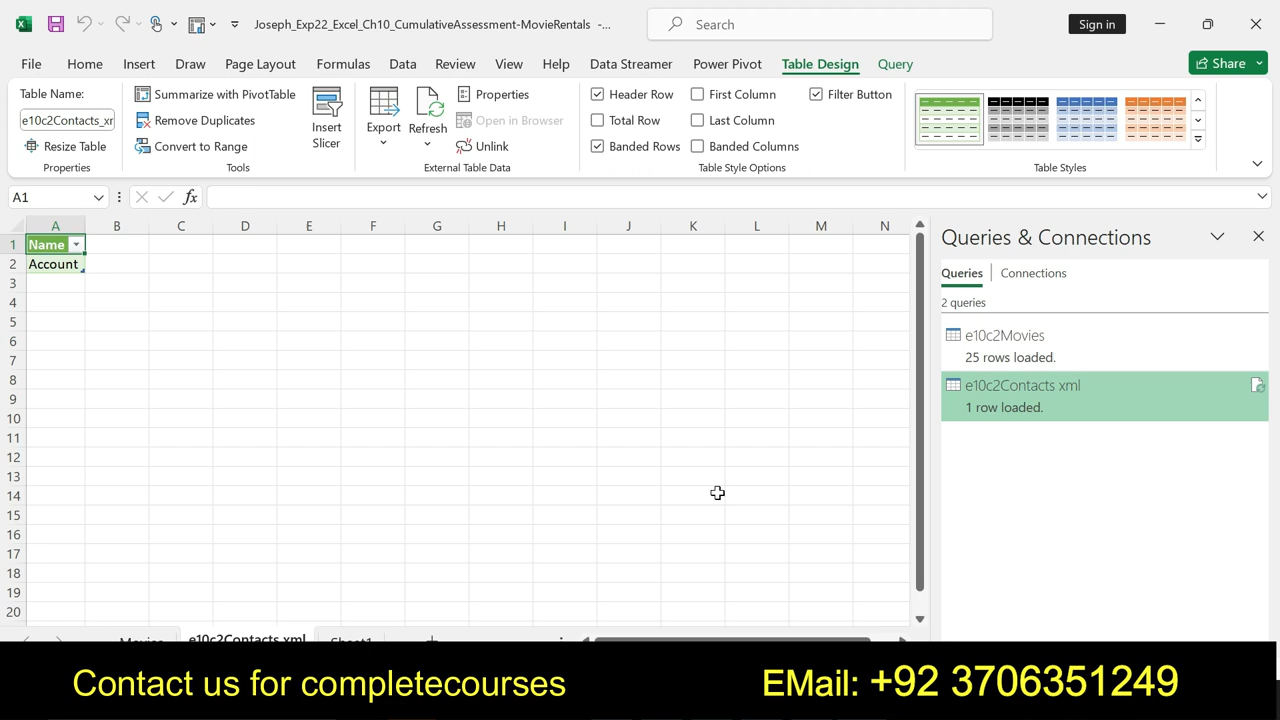 Joseph_Exp22_Excel_Ch10_CumulativeAssessment-MovieRentals -...
Search
Sign in
File Home Insert Draw Page Layout Formulas Data Review View Help Data Streamer Power Pivot Table Design Query
Share
Table Name:
e10c2Contacts_xr
Resize Table
Properties
Summarize with PivotTable
Remove Duplicates
Convert to Range
Insert Slicer
Tools
Export
Refresh
Properties
Open in Browser
Unlink
External Table Data
Header Row First Column Filter Button
Total Row Last Column
Banded Rows Banded Columns
Table Style Options
Table Styles
A1
fx
A B C D E F G H I J K L M N
1 Name
2 Account
3
4
5
6
7
8
9
10
11
12
13
14
15
16
17
18
19
20
Queries & Connections
Queries Connections
2 queries
e10c2Movies
25 rows loaded.
e10c2Contacts xml
1 row loaded.
Movies e10c2Contacts xml Sheet1
Contact us for completecourses
EMail: +92 3706351249